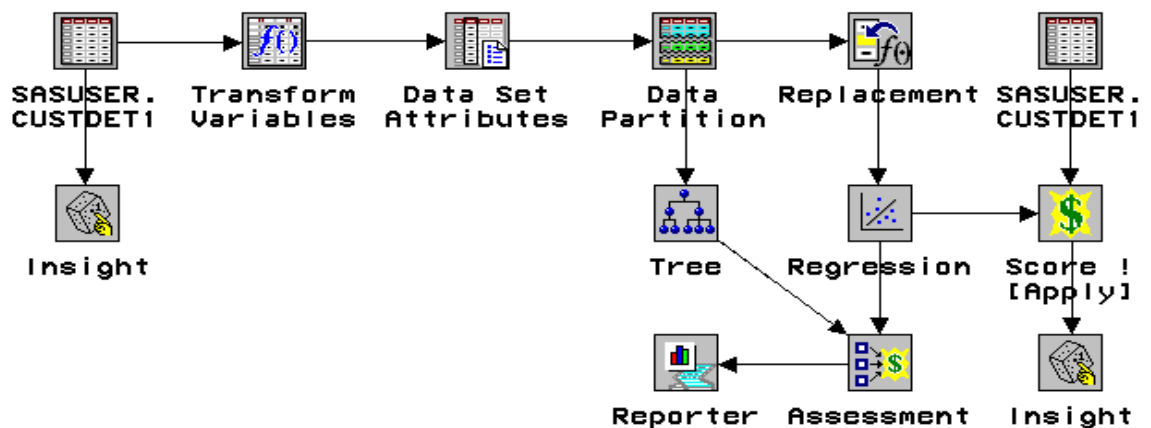 SASUSER.
CUSTDET1
Transform
Variables
Data Set
Attributes
Data
Partition
Replacement
SASUSER.
CUSTDET1
Insight
Tree
Regression
Score !
[Apply]
Reporter
Assessment
Insight